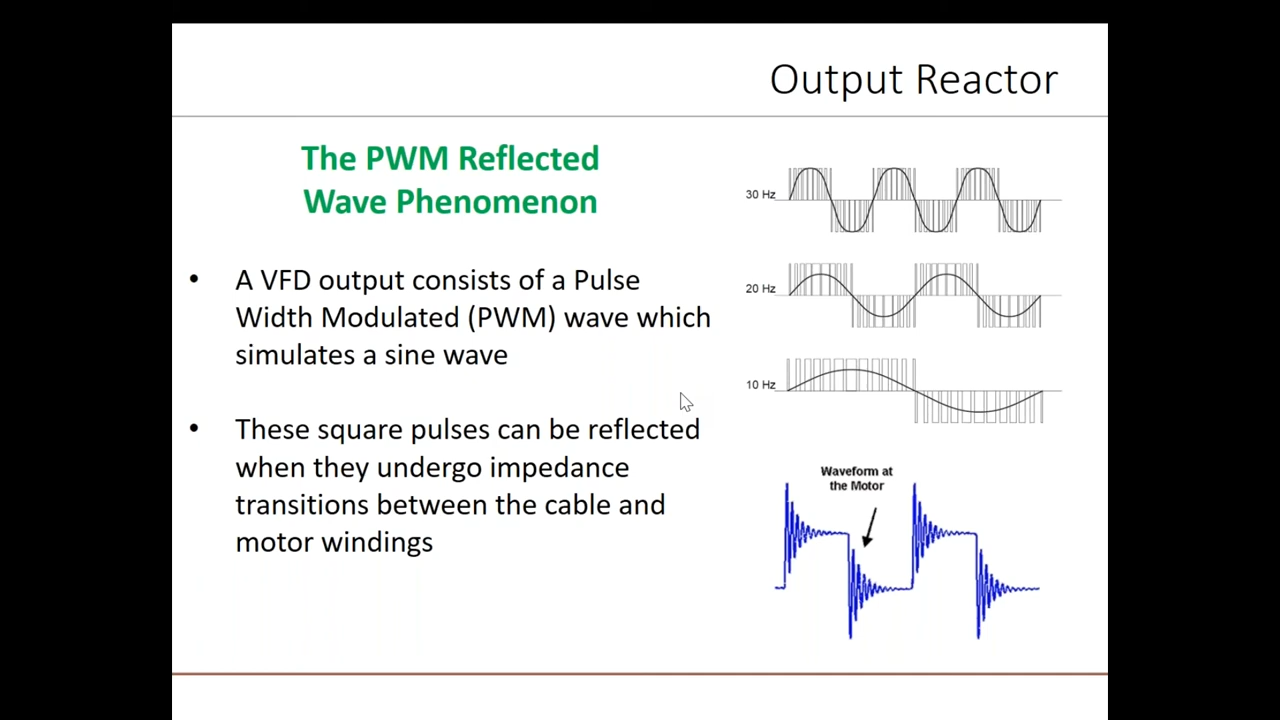 Output Reactor
The PWM Reflected
Wave Phenomenon
• A VFD output consists of a Pulse
Width Modulated (PWM) wave which
simulates a sine wave
• These square pulses can be reflected
when they undergo impedance
transitions between the cable and
motor windings
30 Hz
20 Hz
10 Hz
Waveform at
the Motor